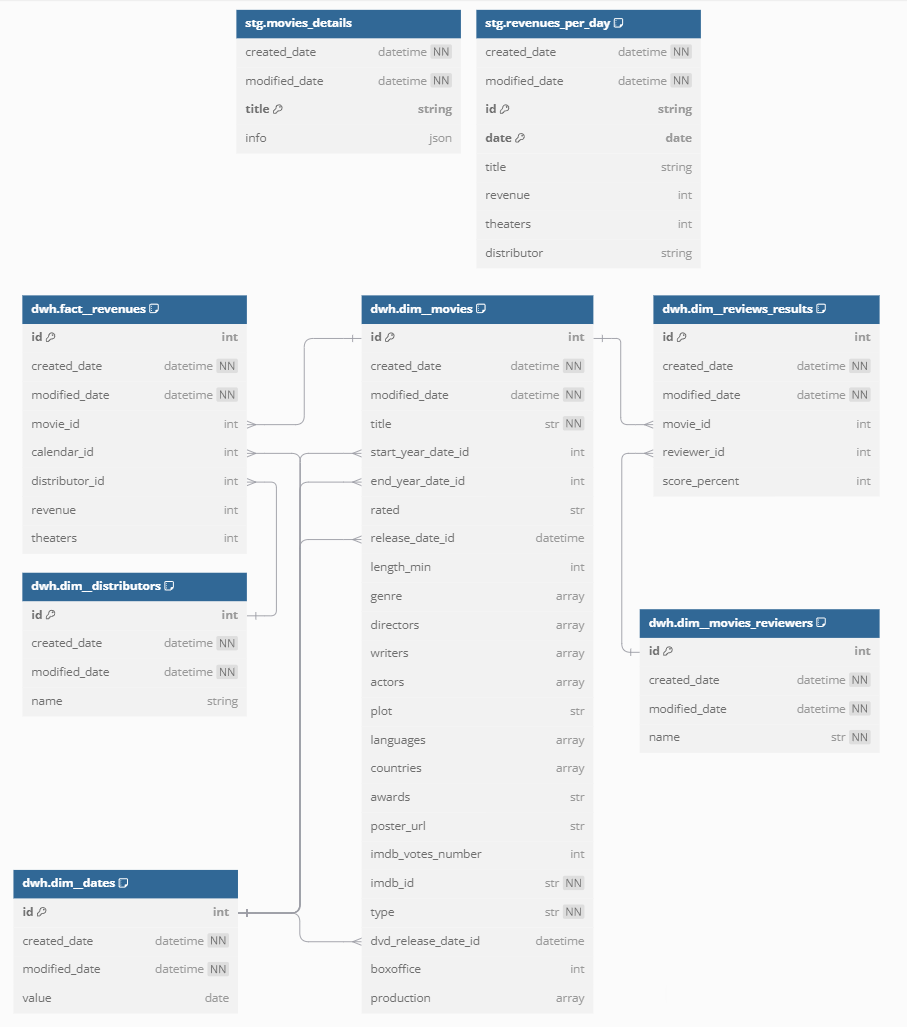 stg.movies_details
created_date datetime NN
modified_date datetime NN
title string
info json
stg.revenues_per_day
created_date datetime NN
modified_date datetime NN
id string
date date
title string
revenue int
theaters int
distributor string
dwh.fact__revenues
id int
created_date datetime NN
modified_date datetime NN
movie_id int
calendar_id int
distributor_id int
revenue int
theaters int
dwh.dim__distributors
id int
created_date datetime NN
modified_date datetime NN
name string
dwh.dim__dates
id int
created_date datetime NN
modified_date datetime NN
value date
dwh.dim__movies
id int
created_date datetime NN
modified_date datetime NN
title str NN
start_year_date_id int
end_year_date_id int
rated str
release_date_id datetime
length_min int
genre array
directors array
writers array
actors array
plot str
languages array
countries array
awards str
poster_url str
imdb_votes_number int
imdb_id str NN
type str NN
dvd_release_date_id datetime
boxoffice int
production array
dwh.dim__reviews_results
id int
created_date datetime NN
modified_date datetime NN
movie_id int
reviewer_id int
score_percent int
dwh.dim__movies_reviewers
id int
created_date datetime NN
modified_date datetime NN
name str NN